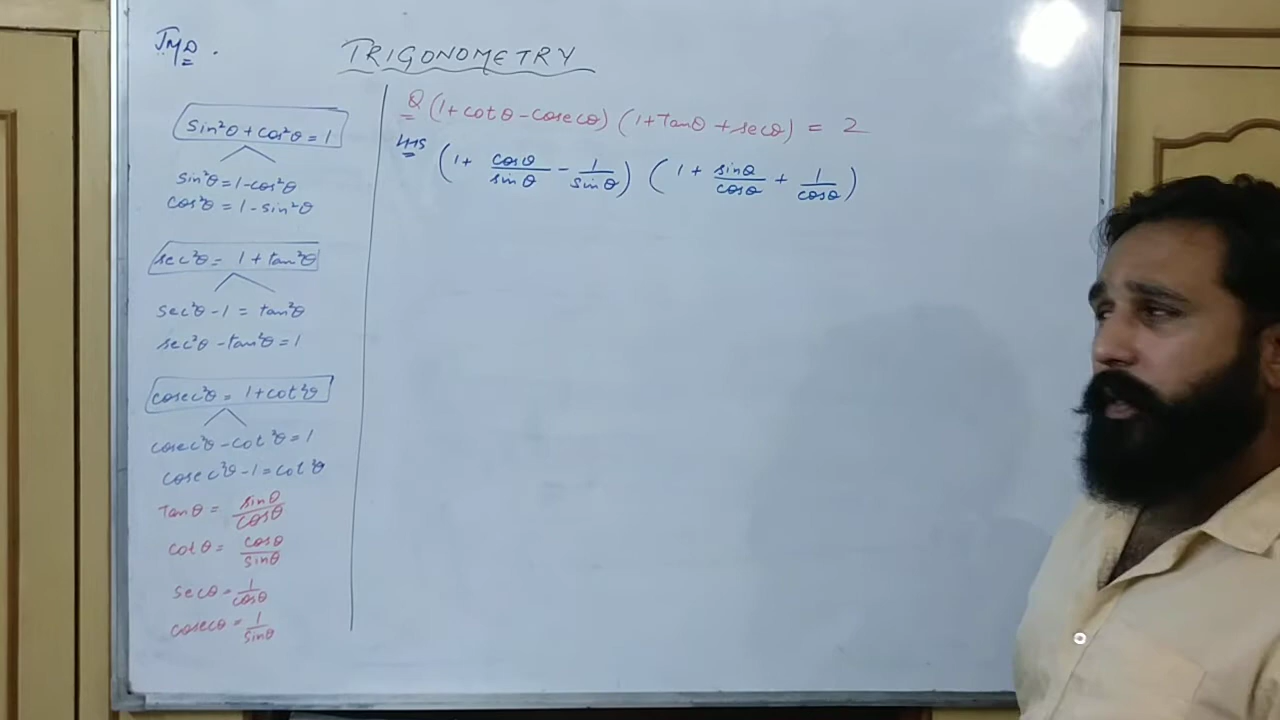 JMD.
TRIGONOMETRY
sin²θ + cos²θ = 1
sin²θ = 1 - cos²θ
cos²θ = 1 - sin²θ
sec²θ = 1 + tan²θ
sec²θ - 1 = tan²θ
sec²θ - tan²θ = 1
cosec²θ = 1 + cot²θ
cosec²θ - cot²θ = 1
cosec²θ - 1 = cot²θ
Tanθ = sinθ/cosθ
cotθ = cosθ/sinθ
secθ = 1/cosθ
cosecθ = 1/sinθ
Q (1 + cotθ - cosecθ) (1 + Tanθ + secθ) = 2
LHS (1 + cosθ/sinθ - 1/sinθ) (1 + sinθ/cosθ + 1/cosθ)